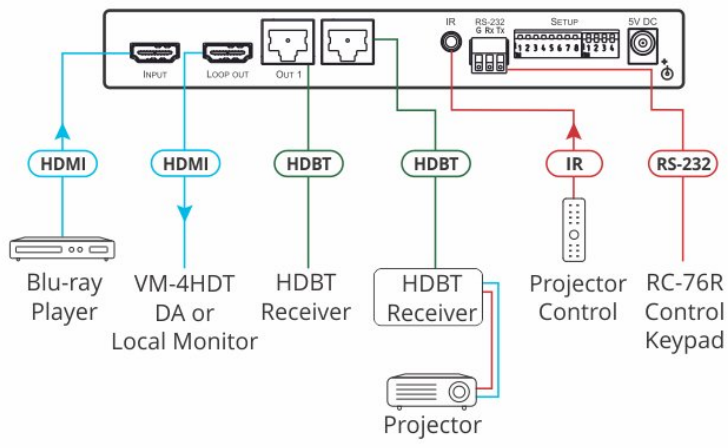 IR RS-232 SETUP 5V DC
G Rx Tx
1 2 3 4 5 6 7 8 1 2 3 4
INPUT LOOP OUT OUT 1
HDMI HDMI HDBT HDBT IR RS-232
Blu-ray
Player
VM-4HDT
DA or
Local Monitor
HDBT
Receiver
HDBT
Receiver
Projector
Control
RC-76R
Control
Keypad
Projector